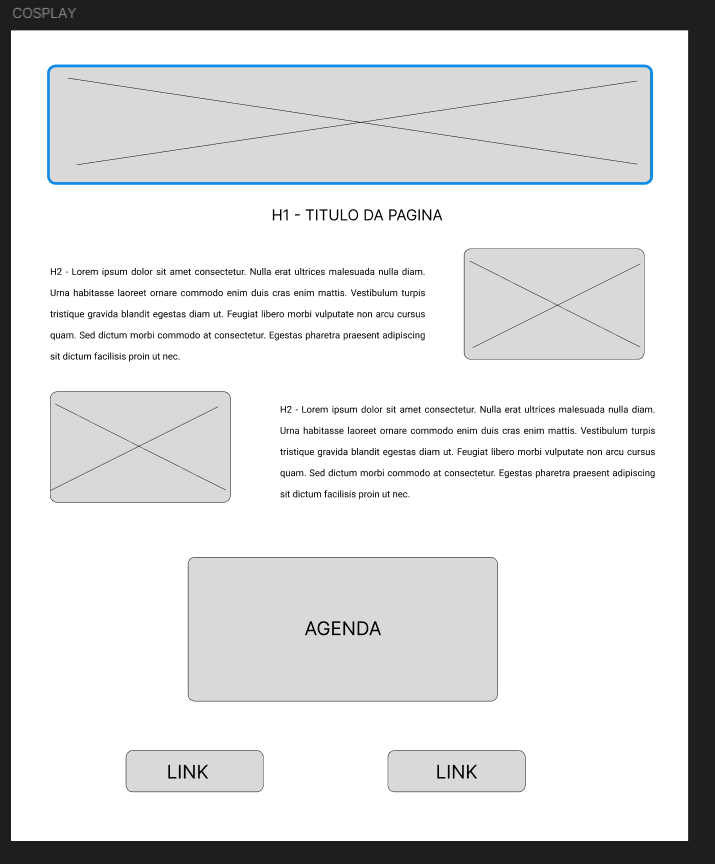 COSPLAY
H1 - TITULO DA PAGINA
H2 - Lorem ipsum dolor sit amet consectetur. Nulla erat ultrices malesuada nulla diam.
Urna habitasse laoreet ornare commodo enim duis cras enim mattis. Vestibulum turpis
tristique gravida blandit egestas diam ut. Feugiat libero morbi vulputate non arcu cursus
quam. Sed dictum morbi commodo at consectetur. Egestas pharetra praesent adipiscing
sit dictum facilisis proin ut nec.
H2 - Lorem ipsum dolor sit amet consectetur. Nulla erat ultrices malesuada nulla diam.
Urna habitasse laoreet ornare commodo enim duis cras enim mattis. Vestibulum turpis
tristique gravida blandit egestas diam ut. Feugiat libero morbi vulputate non arcu cursus
quam. Sed dictum morbi commodo at consectetur. Egestas pharetra praesent adipiscing
sit dictum facilisis proin ut nec.
AGENDA
LINK
LINK